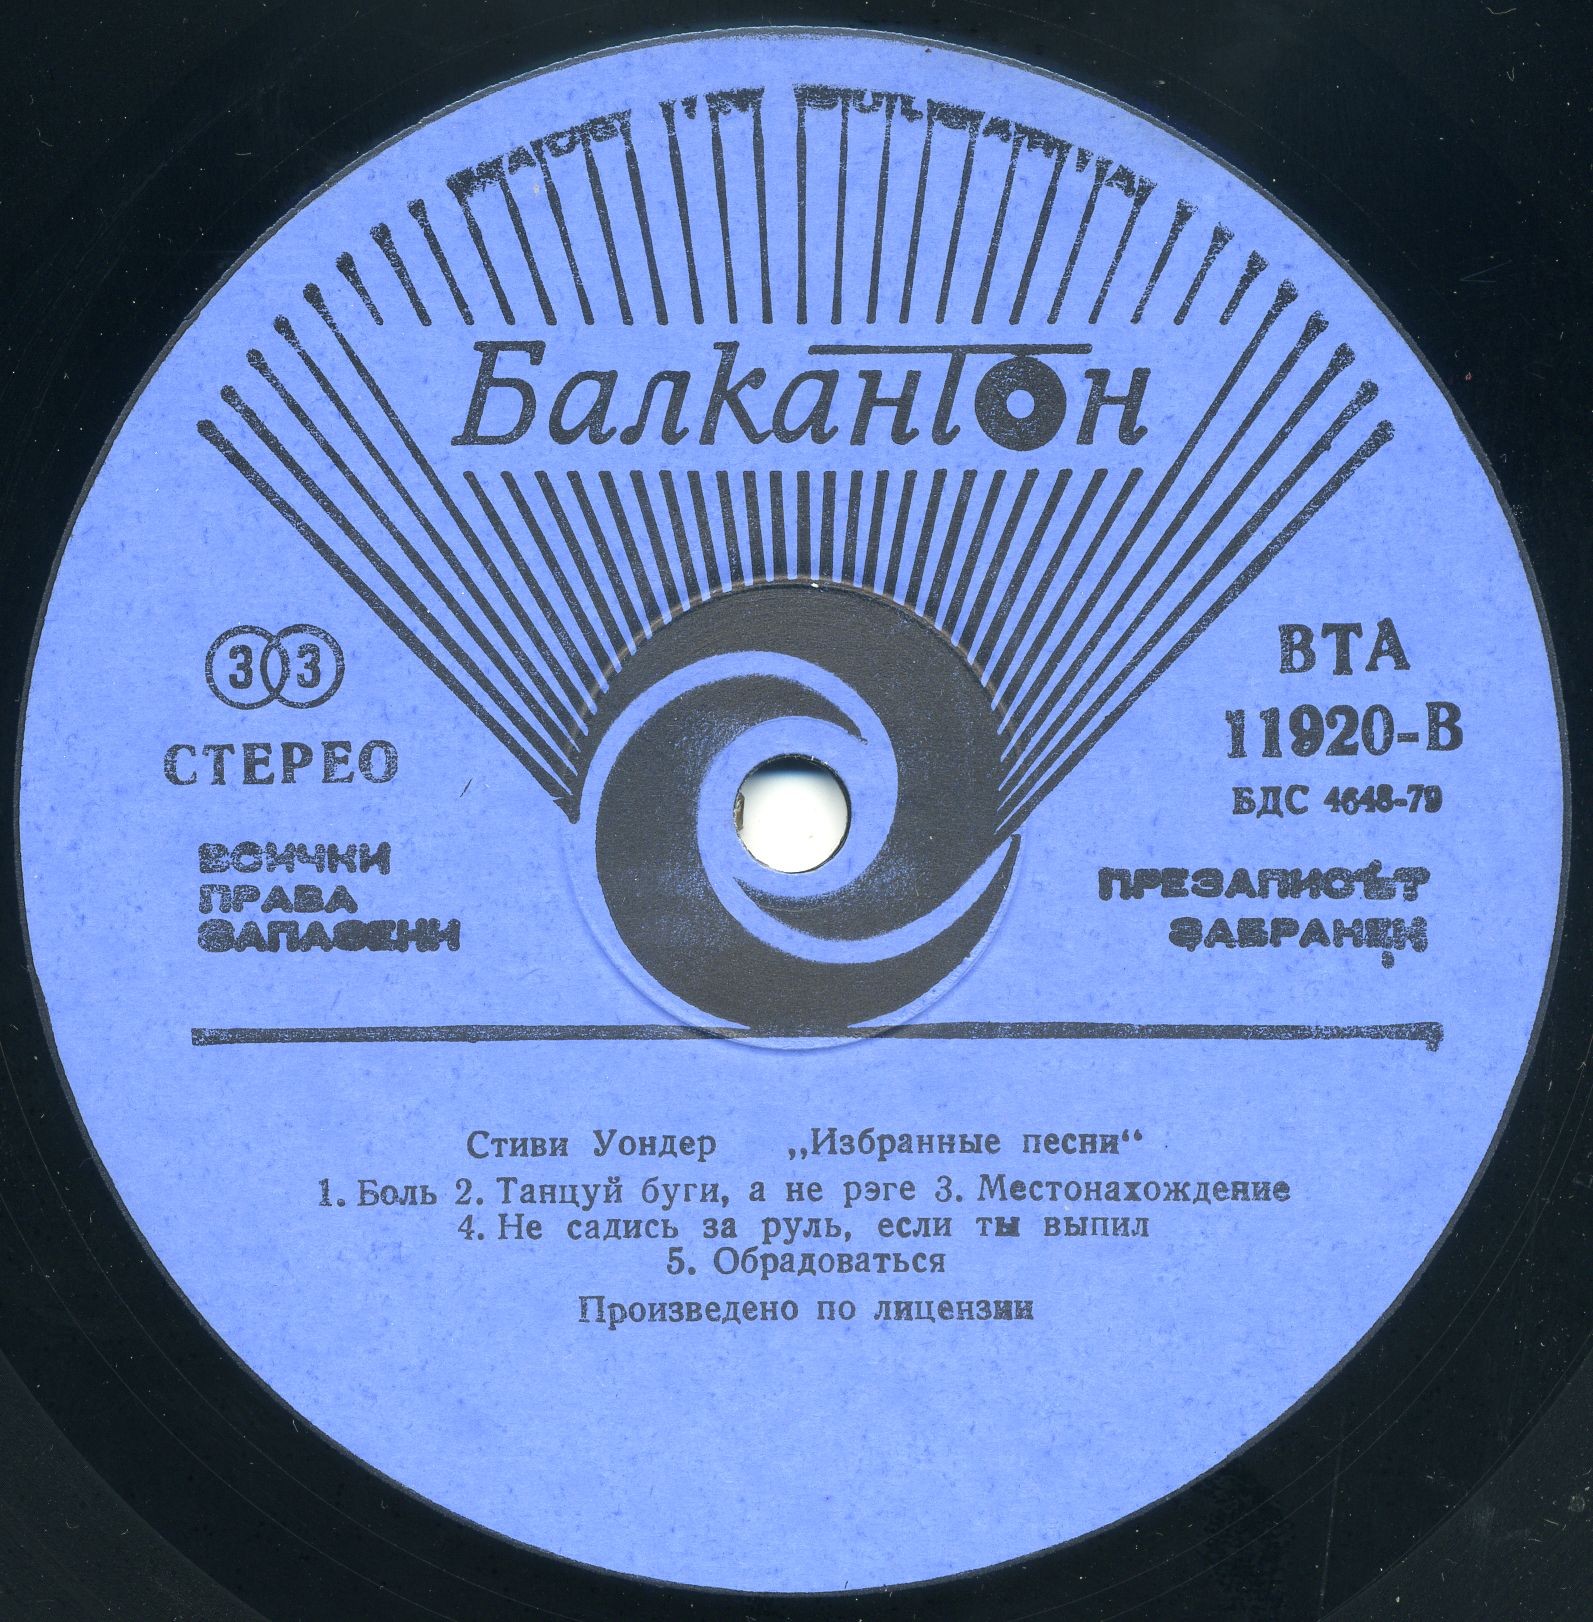 Балкантон
33
СТЕРЕО
ВСИЧКИ
ПРАВА
ЗАПАЗЕНИ
ВТА
11920-В
БДС 4648-79
ПРЕЗАПИСЪТ
ЗАБРАНЕН
Стиви Уондер „Избранные песни“
1. Боль 2. Танцуй буги, а не рэге 3. Местонахождение
4. Не садись за руль, если ты выпил
5. Обрадоваться
Произведено по лицензии